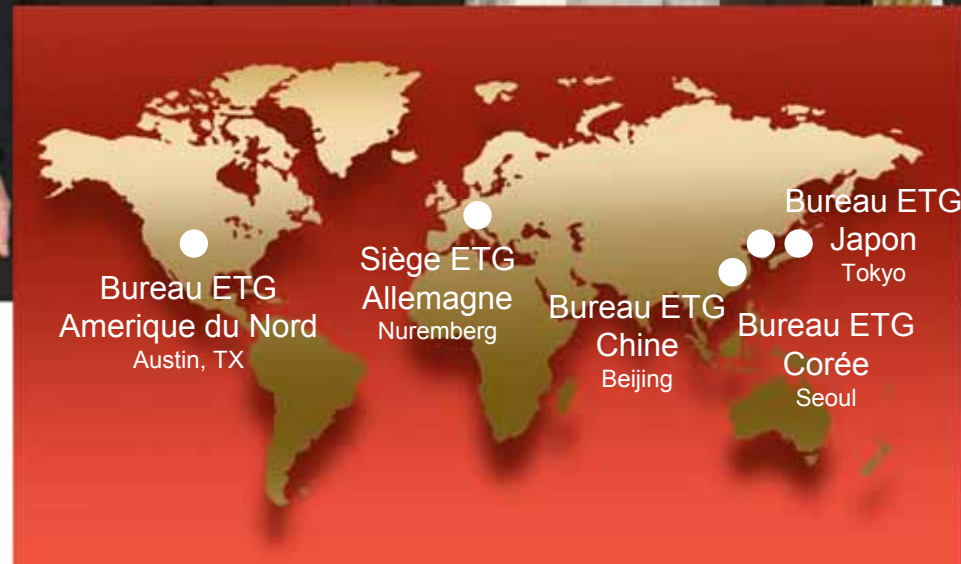 Bureau ETG
Amerique du Nord
Austin, TX
Siège ETG
Allemagne
Nuremberg
Bureau ETG
Chine
Beijing
Bureau ETG
Japon
Tokyo
Bureau ETG
Corée
Seoul